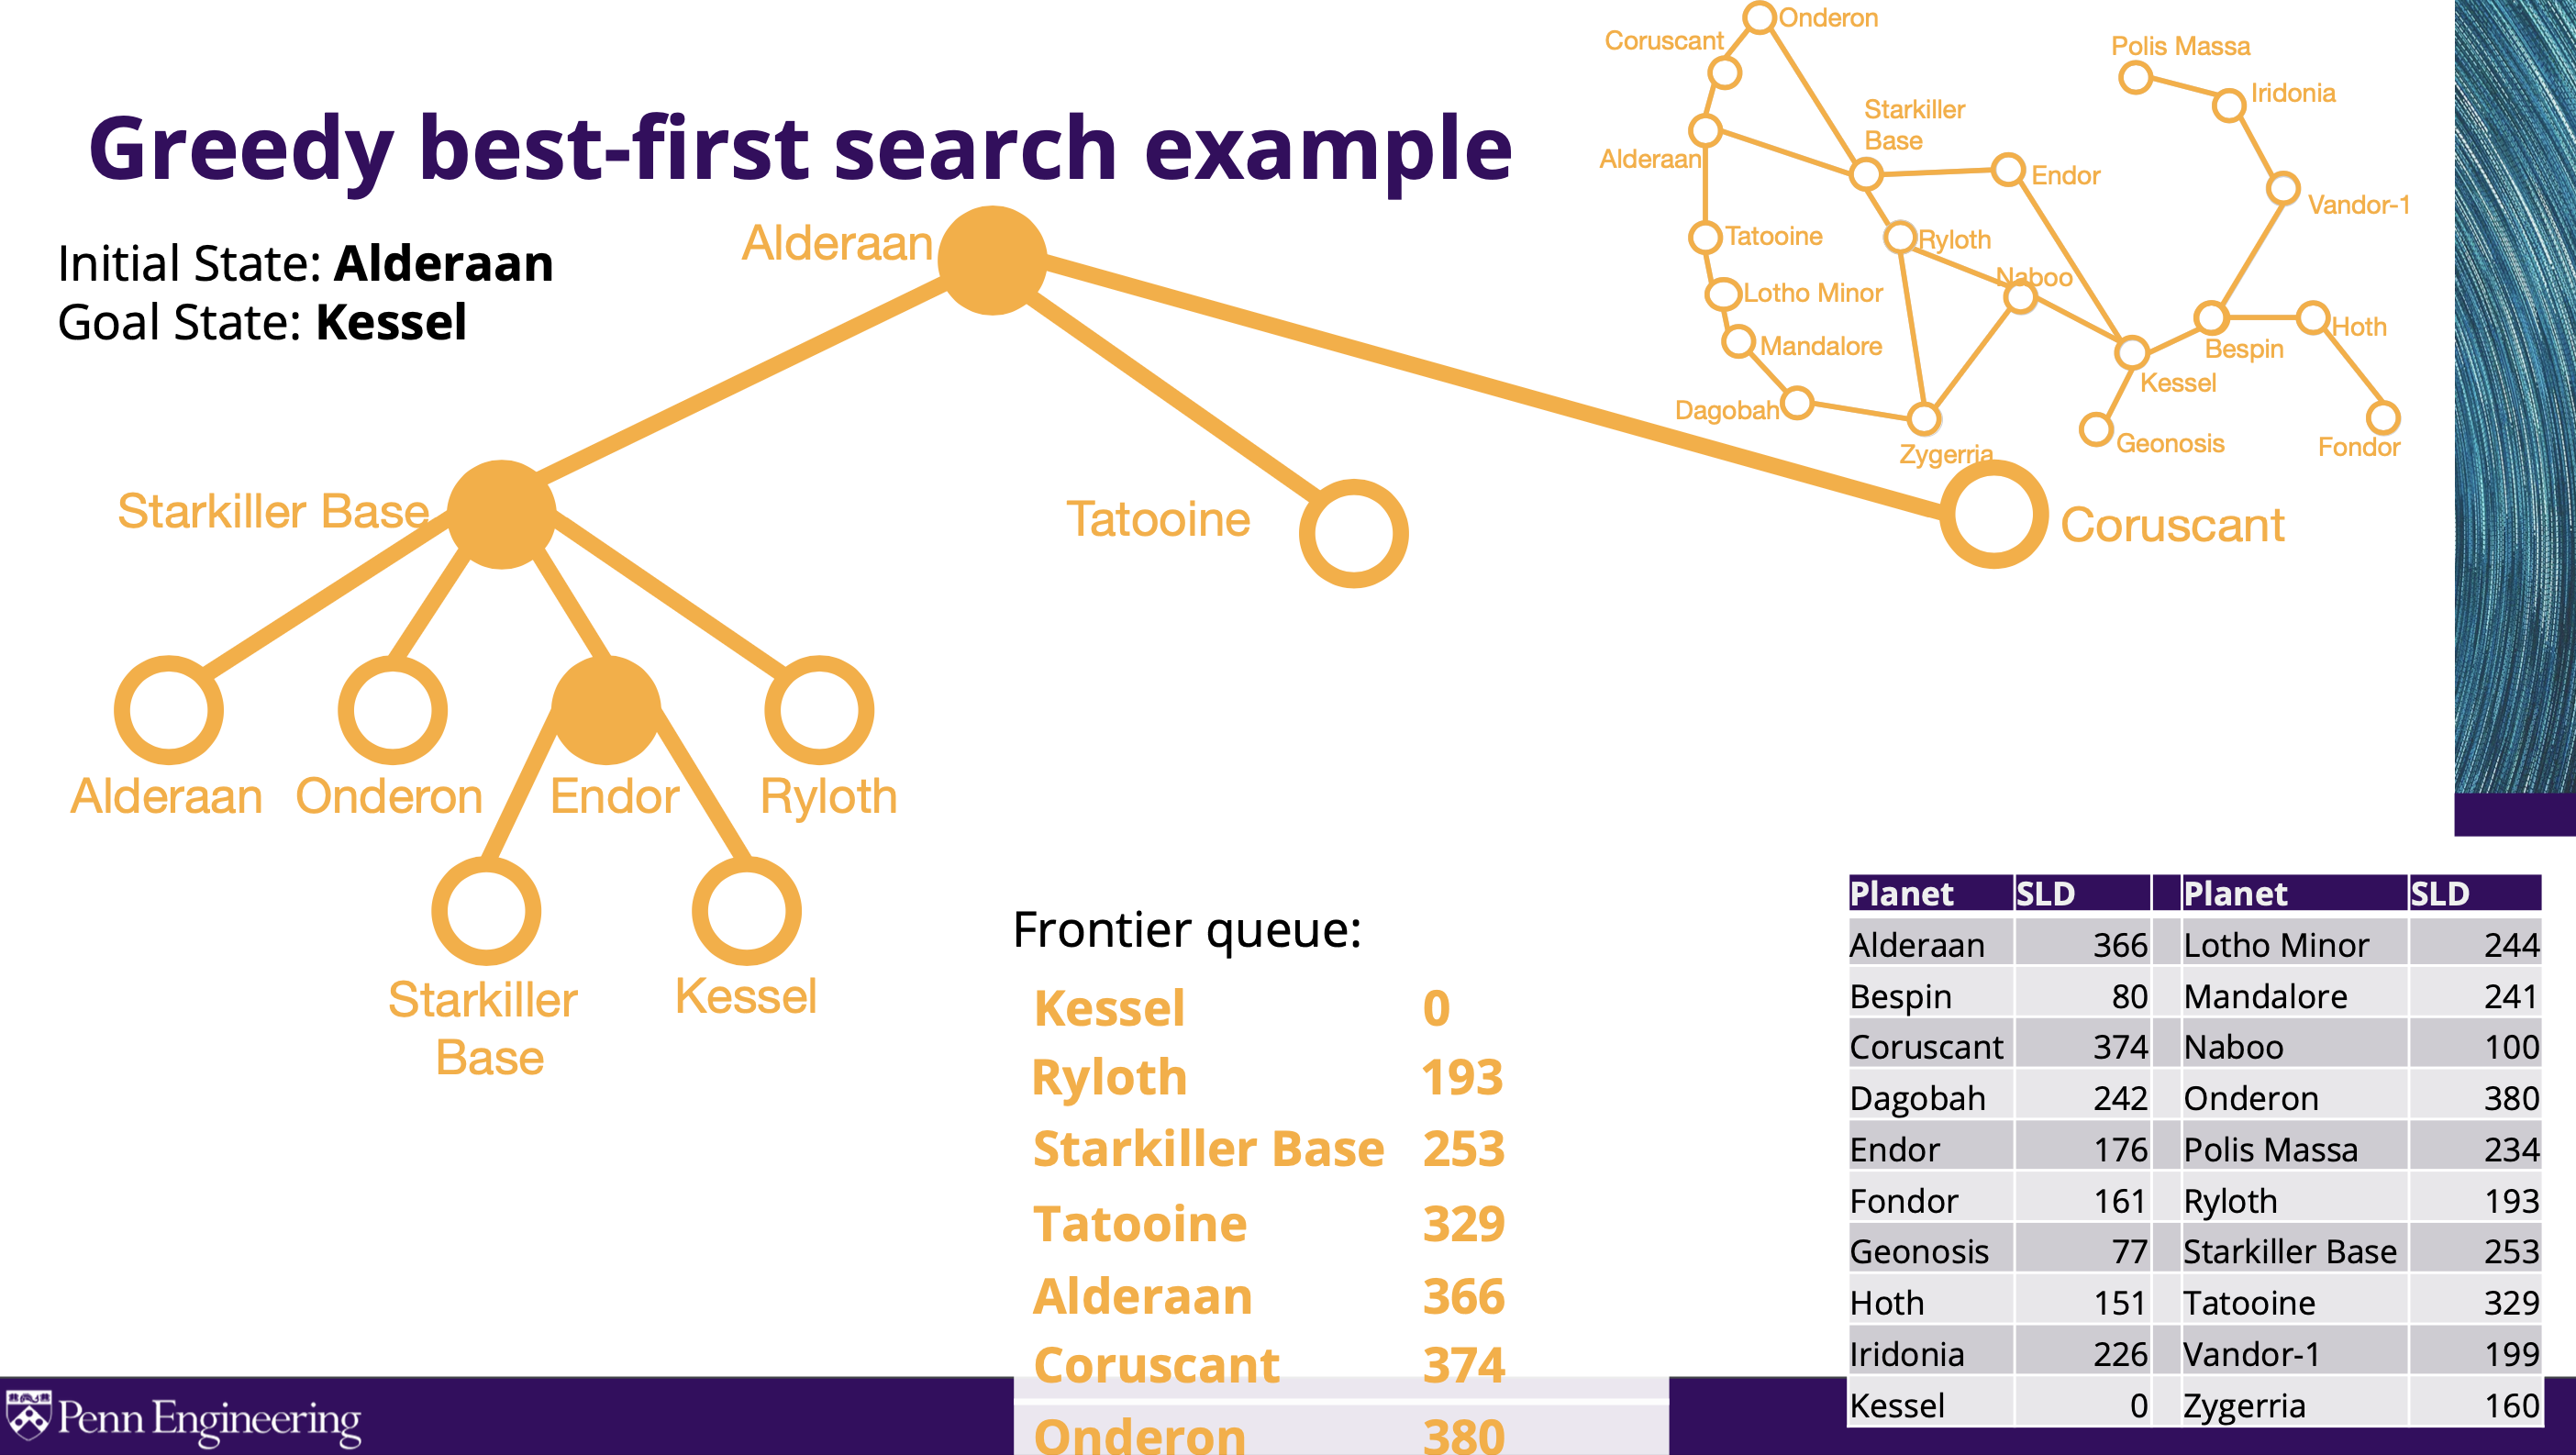 Greedy best-first search example
Initial State: Alderaan
Goal State: Kessel
Onderon
Coruscant
Polis Massa
Iridonia
Starkiller
Base
Alderaan
Endor
Vandor-1
Tatooine
Ryloth
Naboo
Lotho Minor
Mandalore
Hoth
Bespin
Kessel
Dagobah
Zygerria
Geonosis
Fondor
Alderaan
Starkiller Base
Tatooine
Coruscant
Alderaan
Onderon
Endor
Ryloth
Starkiller
Base
Kessel
Frontier queue:
Kessel 0
Ryloth 193
Starkiller Base 253
Tatooine 329
Alderaan 366
Coruscant 374
Onderon 380
Planet SLD Planet SLD
Alderaan 366 Lotho Minor 244
Bespin 80 Mandalore 241
Coruscant 374 Naboo 100
Dagobah 242 Onderon 380
Endor 176 Polis Massa 234
Fondor 161 Ryloth 193
Geonosis 77 Starkiller Base 253
Hoth 151 Tatooine 329
Iridonia 226 Vandor-1 199
Kessel 0 Zygerria 160
Penn Engineering